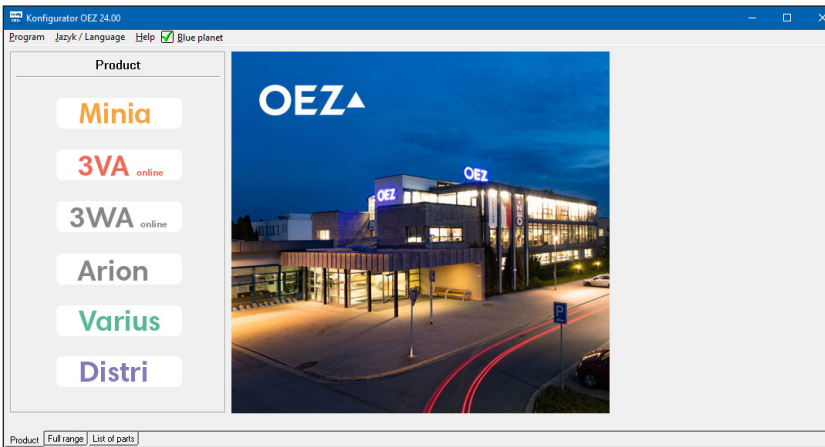 Konfigurator OEZ 24.00
Program Jazyk / Language Help Blue planet
Product
Minia
3VA online
3WA online
Arion
Varius
Distri
OEZ
OEZ
OEZ
P
Product Full range List of parts